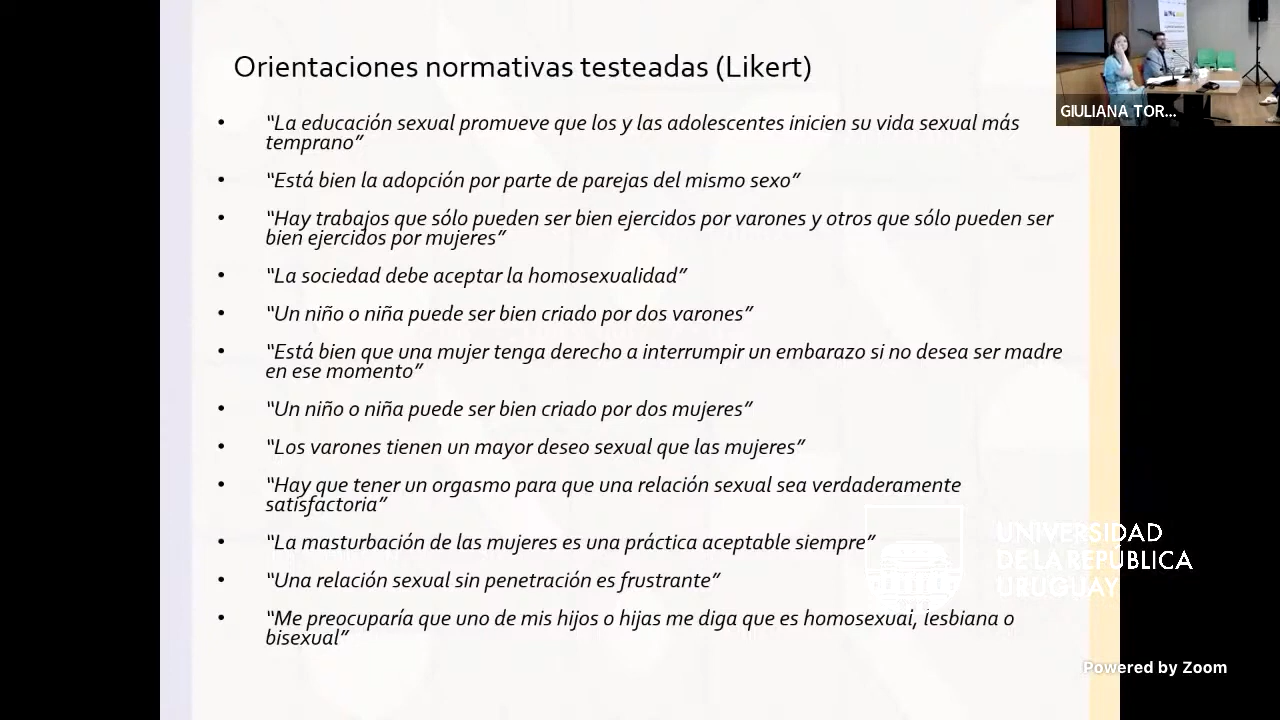 Orientaciones normativas testeadas (Likert)
• “La educación sexual promueve que los y las adolescentes inicien su vida sexual más
temprano”
• “Está bien la adopción por parte de parejas del mismo sexo”
• “Hay trabajos que sólo pueden ser bien ejercidos por varones y otros que sólo pueden ser
bien ejercidos por mujeres”
• “La sociedad debe aceptar la homosexualidad”
• “Un niño o niña puede ser bien criado por dos varones”
• “Está bien que una mujer tenga derecho a interrumpir un embarazo si no desea ser madre
en ese momento”
• “Un niño o niña puede ser bien criado por dos mujeres”
• “Los varones tienen un mayor deseo sexual que las mujeres”
• “Hay que tener un orgasmo para que una relación sexual sea verdaderamente
satisfactoria”
• “La masturbación de las mujeres es una práctica aceptable siempre”
• “Una relación sexual sin penetración es frustrante”
• “Me preocuparía que uno de mis hijos o hijas me diga que es homosexual, lesbiana o
bisexual”
GIULIANA TOR...
UNIVERSIDAD
DE LA REPÚBLICA
URUGUAY
Powered by Zoom